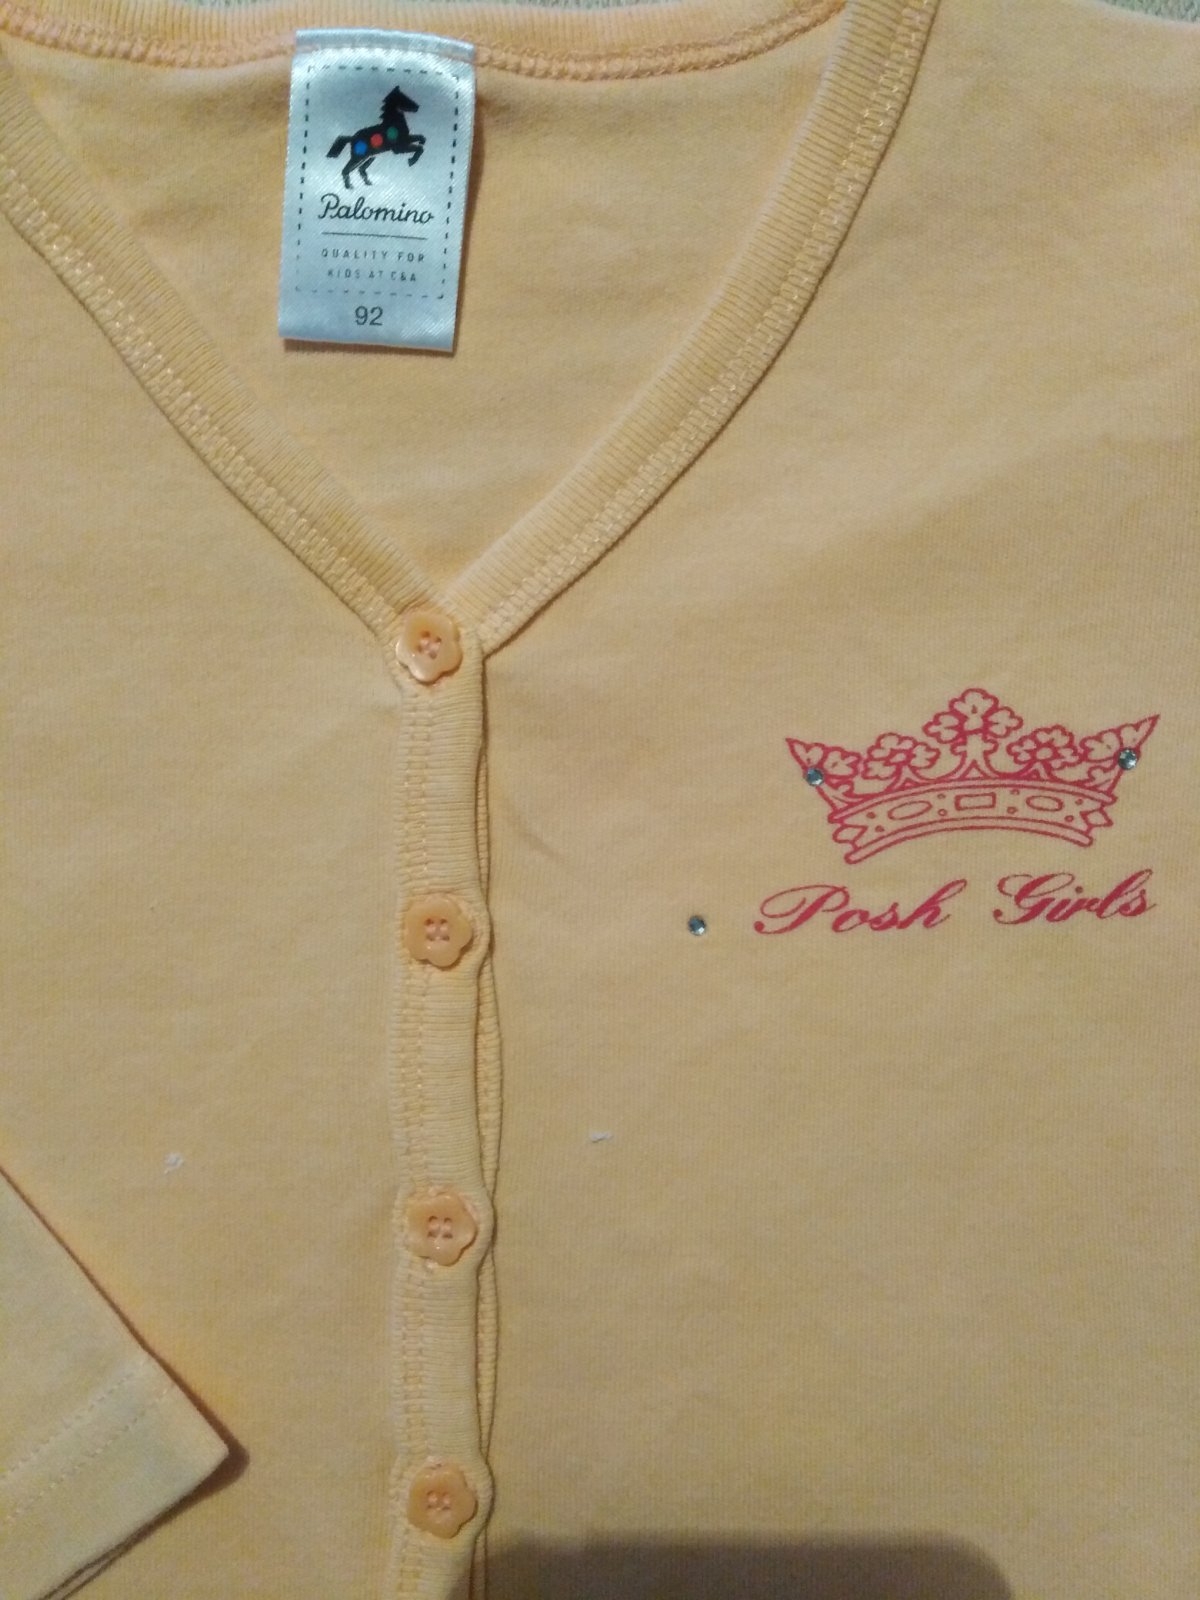 Palomino
QUALITY FOR
KIDS AT C&A
92
Posh Girls